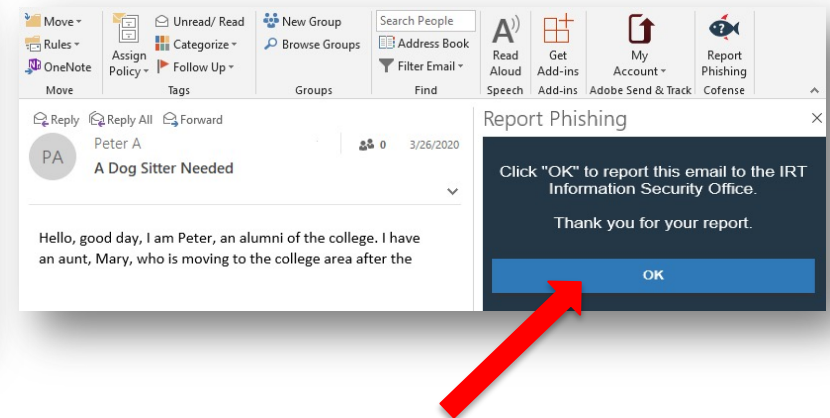 Move
Rules
OneNote
Move
Assign
Policy
Unread/ Read
Categorize
Follow Up
Tags
New Group
Browse Groups
Groups
Search People
Address Book
Filter Email
Find
Read
Aloud
Speech
Get
Add-ins
Add-ins
My
Account
Adobe Send & Track
Report
Phishing
Cofense
Reply Reply All Forward
PA
Peter A
0 3/26/2020
A Dog Sitter Needed
Hello, good day, I am Peter, an alumni of the college. I have
an aunt, Mary, who is moving to the college area after the
Report Phishing
Click "OK" to report this email to the IRT
Information Security Office.
Thank you for your report.
OK